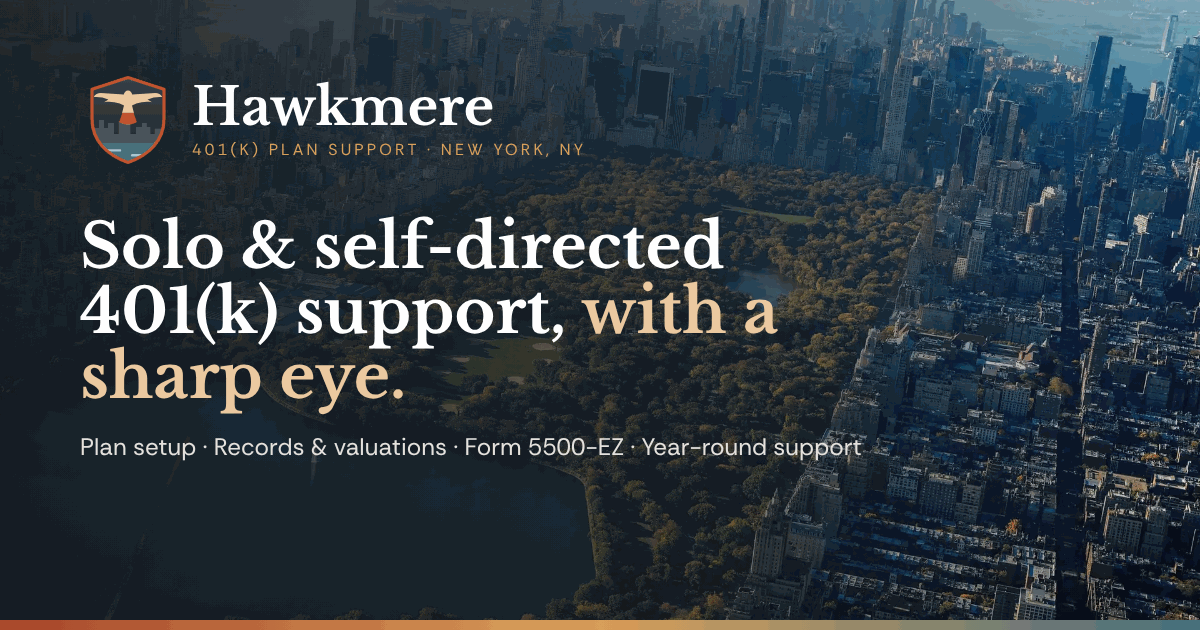 Hawkmere
401(K) PLAN SUPPORT · NEW YORK, NY
Solo & self-directed
401(k) support, with a
sharp eye.
Plan setup · Records & valuations · Form 5500-EZ · Year-round support